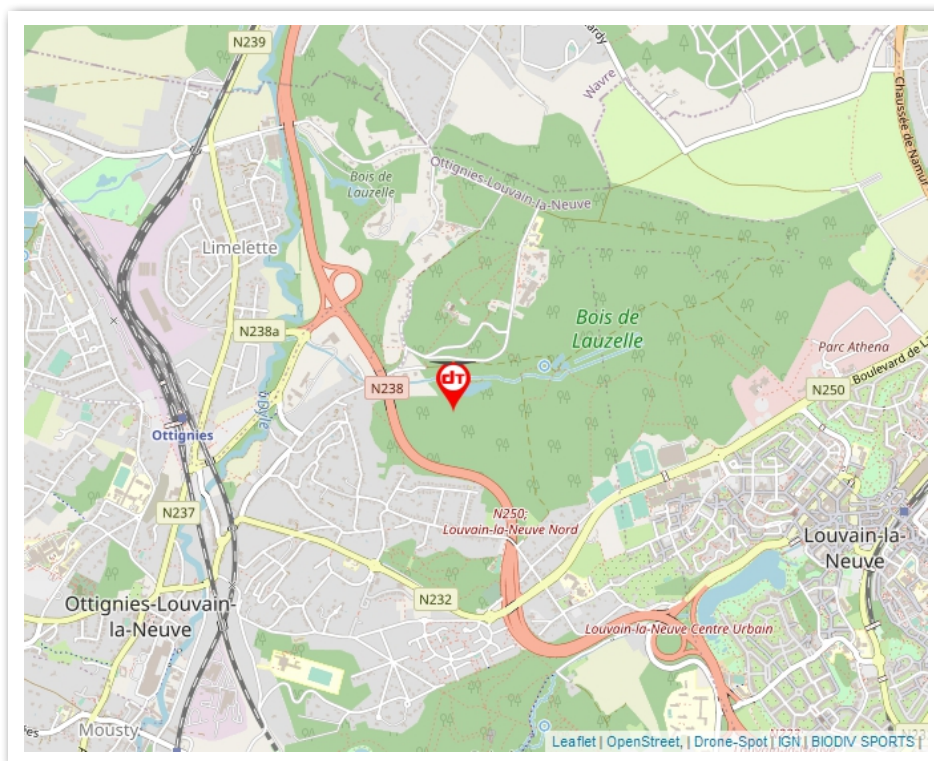 N239
ardy
Wavre
Chaussée de Namur
Bois de
Lauzelle
Ottignies-Louvain-la-Neuve
Limelette
N238a
Bois de
Lauzelle
Parc Athena
Boulevard de L
dT
N238
N250
a Dyle
Ottignies
N237
N250;
Louvain-la-Neuve Nord
Louvain-la-
Neuve
N232
Ottignies-Louvain-
la-Neuve
Louvain-la-Neuve Centre Urbain
Mousty
es
Leaflet | OpenStreet, | Drone-Spot | IGN | BIODIV SPORTS |